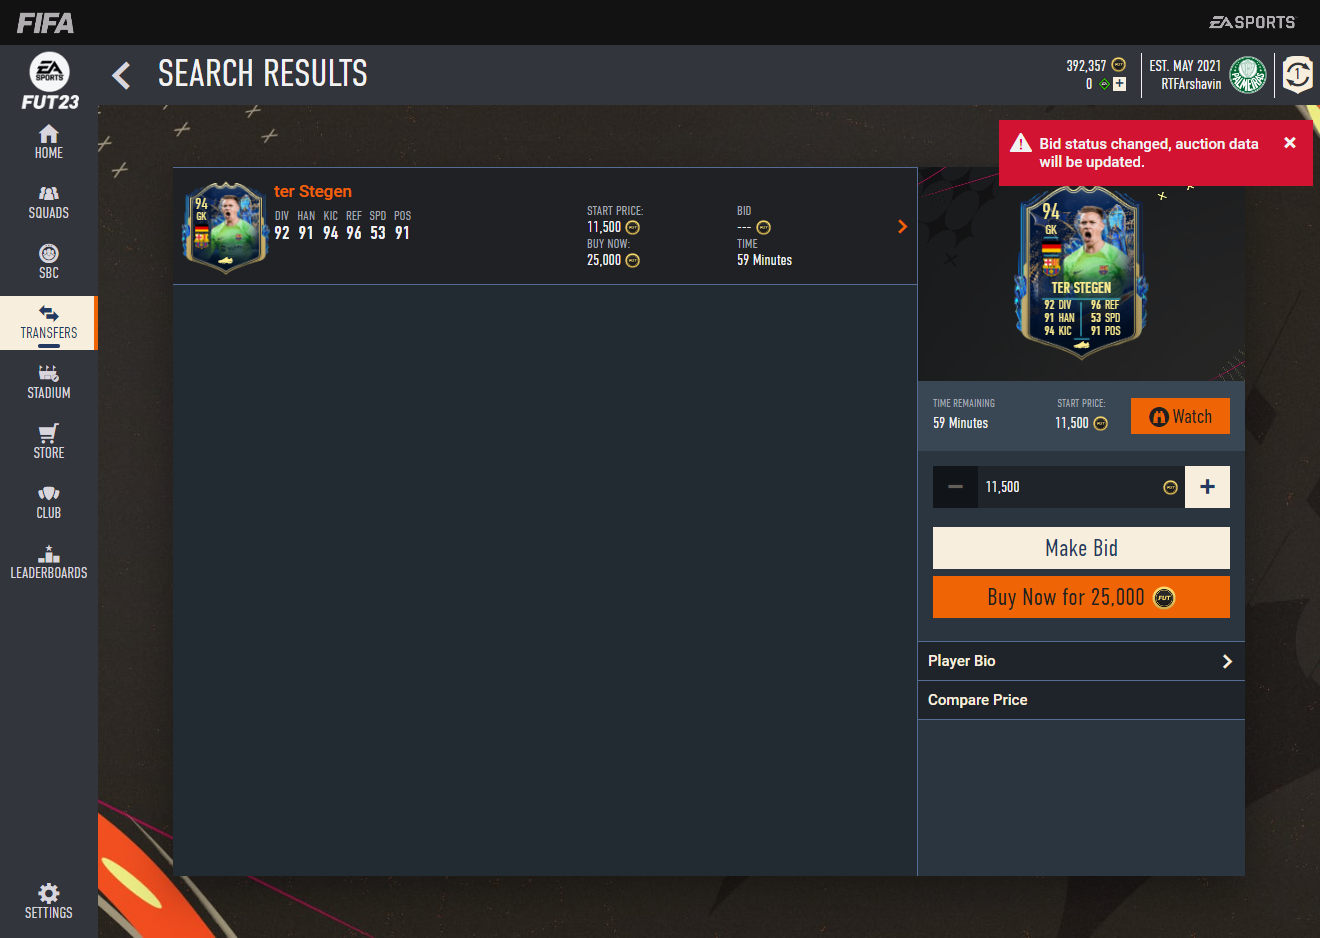 FIFA
EA SPORTS
EA SPORTS
FUT23
SEARCH RESULTS
392,357
0
EST. MAY 2021
RTFArshavin
PALMEIRAS
1
HOME
SQUADS
SBC
TRANSFERS
STADIUM
STORE
CLUB
LEADERBOARDS
SETTINGS
Bid status changed, auction data
will be updated.
94
GK
ter Stegen
DIV HAN KIC REF SPD POS
92 91 94 96 53 91
START PRICE:
11,500
BUY NOW:
25,000
BID
---
TIME
59 Minutes
94
GK
TER STEGEN
92 DIV 96 REF
91 HAN 53 SPD
94 KIC 91 POS
TIME REMAINING
59 Minutes
START PRICE:
11,500
Watch
11,500
Make Bid
Buy Now for 25,000 FUT
Player Bio
Compare Price